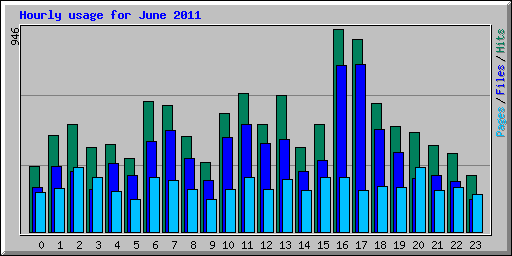 Hourly usage for June 2011
946
Pages/Files/Hits
0 1 2 3 4 5 6 7 8 9 10 11 12 13 14 15 16 17 18 19 20 21 22 23